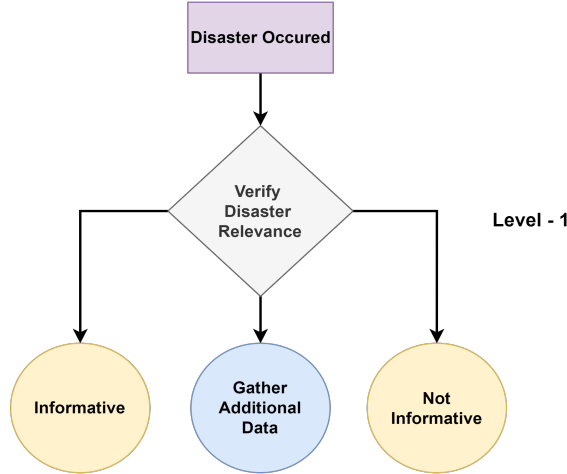 Disaster Occured
Verify
Disaster
Relevance
Level - 1
Informative
Gather
Additional
Data
Not
Informative